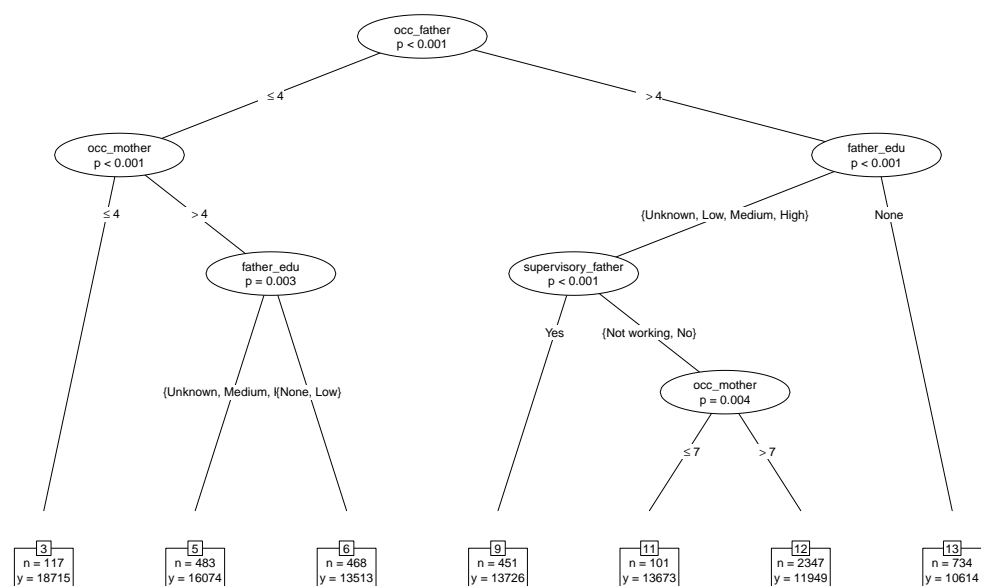 occ_father
p < 0.001
≤ 4
> 4
occ_mother
p < 0.001
father_edu
p < 0.001
≤ 4
> 4
{Unknown, Low, Medium, High}
None
father_edu
p = 0.003
supervisory_father
p < 0.001
Yes
{Not working, No}
{Unknown, Medium,
{None, Low}
occ_mother
p = 0.004
≤ 7
> 7
3
n = 117
y = 18715
5
n = 483
y = 16074
6
n = 468
y = 13513
9
n = 451
y = 13726
11
n = 101
y = 13673
12
n = 2347
y = 11949
13
n = 734
y = 10614